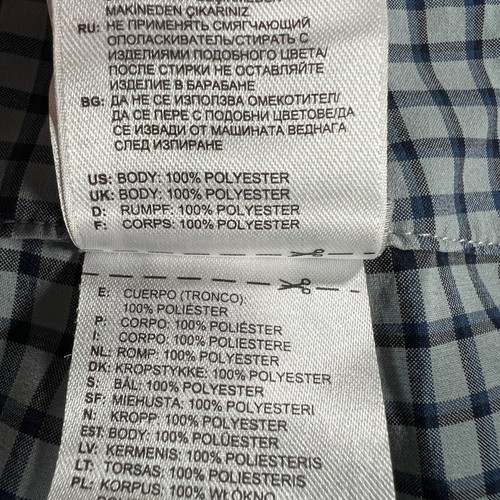 MAKİNEDEN ÇIKARINIZ
RU: НЕ ПРИМЕНЯТЬ СМЯГЧАЮЩИЙ
ОПОЛАСКИВАТЕЛЬ/СТИРАТЬ С
ИЗДЕЛИЯМИ ПОДОБНОГО ЦВЕТА/
ПОСЛЕ СТИРКИ НЕ ОСТАВЛЯЙТЕ
ИЗДЕЛИЕ В БАРАБАНЕ
BG: ДА НЕ СЕ ИЗПОЛЗВА ОМЕКОТИТЕЛ/
ДА СЕ ПЕРЕ С ПОДОБНИ ЦВЕТОВЕ/ДА
СЕ ИЗВАДИ ОТ МАШИНАТА ВЕДНАГА
СЛЕД ИЗПИРАНЕ
US: BODY: 100% POLYESTER
UK: BODY: 100% POLYESTER
D: RUMPF: 100% POLYESTER
F: CORPS: 100% POLYESTER
E: CUERPO (TRONCO):
100% POLIÉSTER
P: CORPO: 100% POLIÉSTER
I: CORPO: 100% POLIESTERE
NL: ROMP: 100% POLYESTER
DK: KROPSTYKKE: 100% POLYESTER
S: BÅL: 100% POLYESTER
SF: MIEHUSTA: 100% POLYESTERI
N: KROPP: 100% POLYESTER
EST: BODY: 100% POLÜESTER
LV: KERMENIS: 100% POLIESTERIS
LT: TORSAS: 100% POLIESTERIS
PL: KORPUS: 100% WŁÓKNO